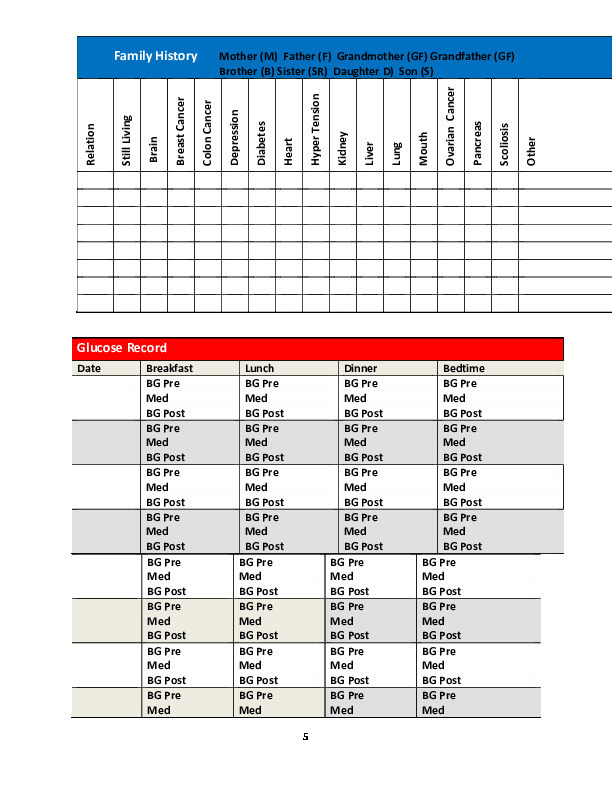 Family History Mother (M) Father (F) Grandmother (GF) Grandfather (GF)
Brother (B) Sister (SR) Daughter D) Son (S)
Relation Still Living Brain Breast Cancer Colon Cancer Depression Diabetes Heart Hyper Tension Kidney Liver Lung Mouth Ovarian Cancer Pancreas Scoliosis Other
Glucose Record
Date Breakfast Lunch Dinner Bedtime
BG Pre BG Pre BG Pre BG Pre
Med Med Med Med
BG Post BG Post BG Post BG Post
BG Pre BG Pre BG Pre BG Pre
Med Med Med Med
BG Post BG Post BG Post BG Post
BG Pre BG Pre BG Pre BG Pre
Med Med Med Med
BG Post BG Post BG Post BG Post
BG Pre BG Pre BG Pre BG Pre
Med Med Med Med
BG Post BG Post BG Post BG Post
BG Pre BG Pre BG Pre BG Pre
Med Med Med Med
BG Post BG Post BG Post BG Post
BG Pre BG Pre BG Pre BG Pre
Med Med Med Med
BG Post BG Post BG Post BG Post
BG Pre BG Pre BG Pre BG Pre
Med Med Med Med
BG Post BG Post BG Post BG Post
BG Pre BG Pre BG Pre BG Pre
Med Med Med Med
5